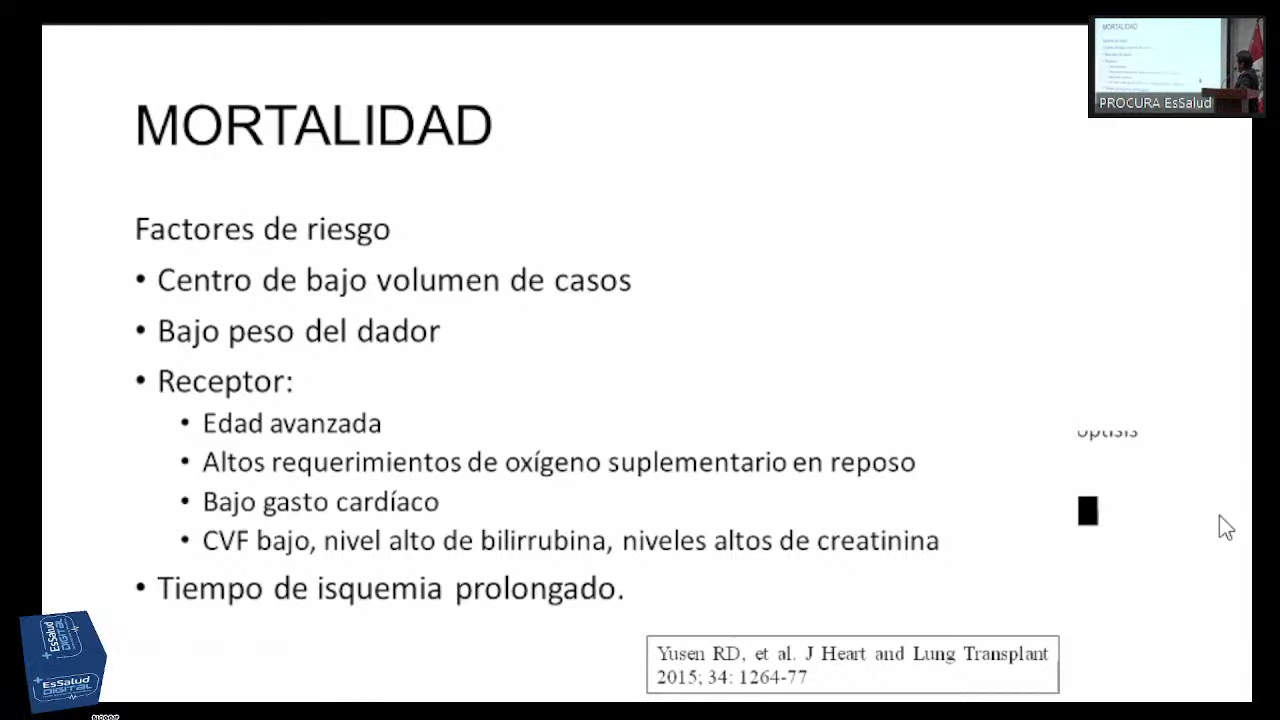 MORTALIDAD
Factores de riesgo
• Centro de bajo volumen de casos
• Bajo peso del dador
• Receptor:
• Edad avanzada
• Altos requerimientos de oxígeno suplementario en reposo
• Bajo gasto cardíaco
• CVF bajo, nivel alto de bilirrubina, niveles altos de creatinina
• Tiempo de isquemia prolongado.
Yusen RD, et al. J Heart and Lung Transplant
2015; 34: 1264-77
MORTALIDAD
PROCURA EsSalud
EsSalud
DIGITAL
EsSalud
DIGITAL